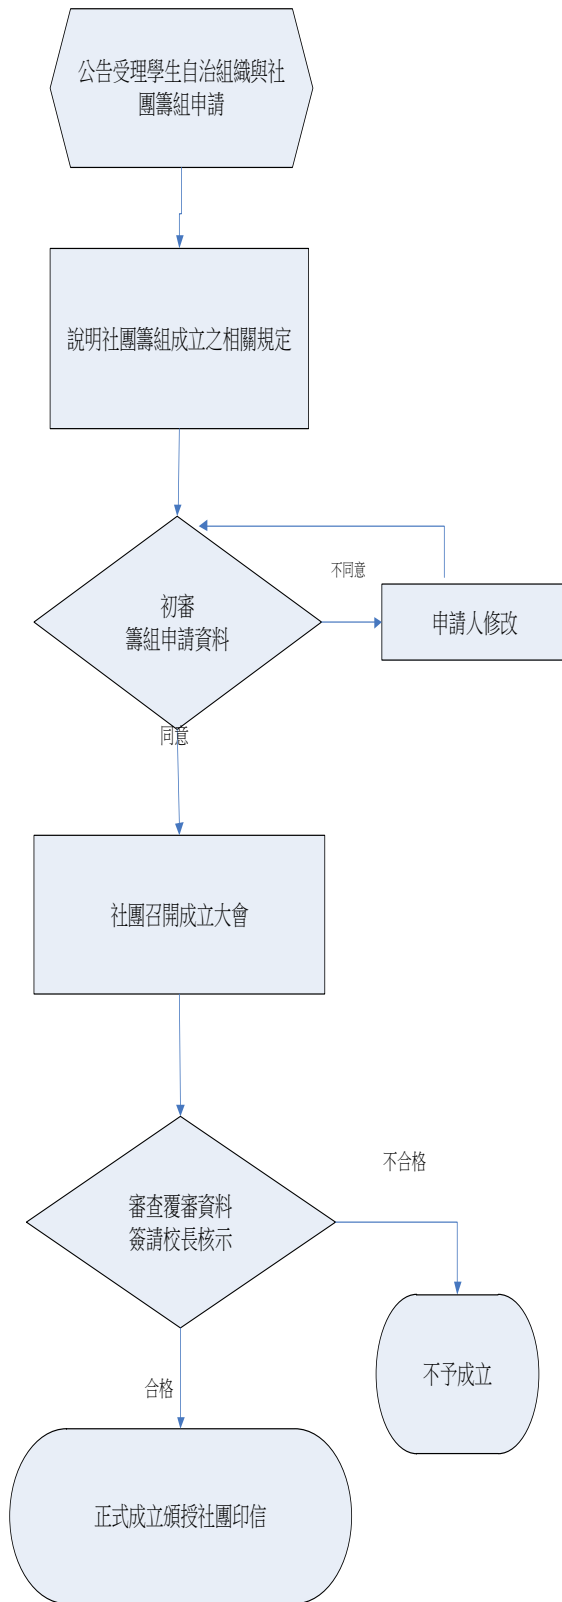 公告受理學生自治組織與社
團籌組申請
說明社團籌組成立之相關規定
不同意
初審
籌組申請資料
申請人修改
同意
社團召開成立大會
不合格
審查覆審資料
簽請校長核示
不予成立
合格
正式成立頒授社團印信